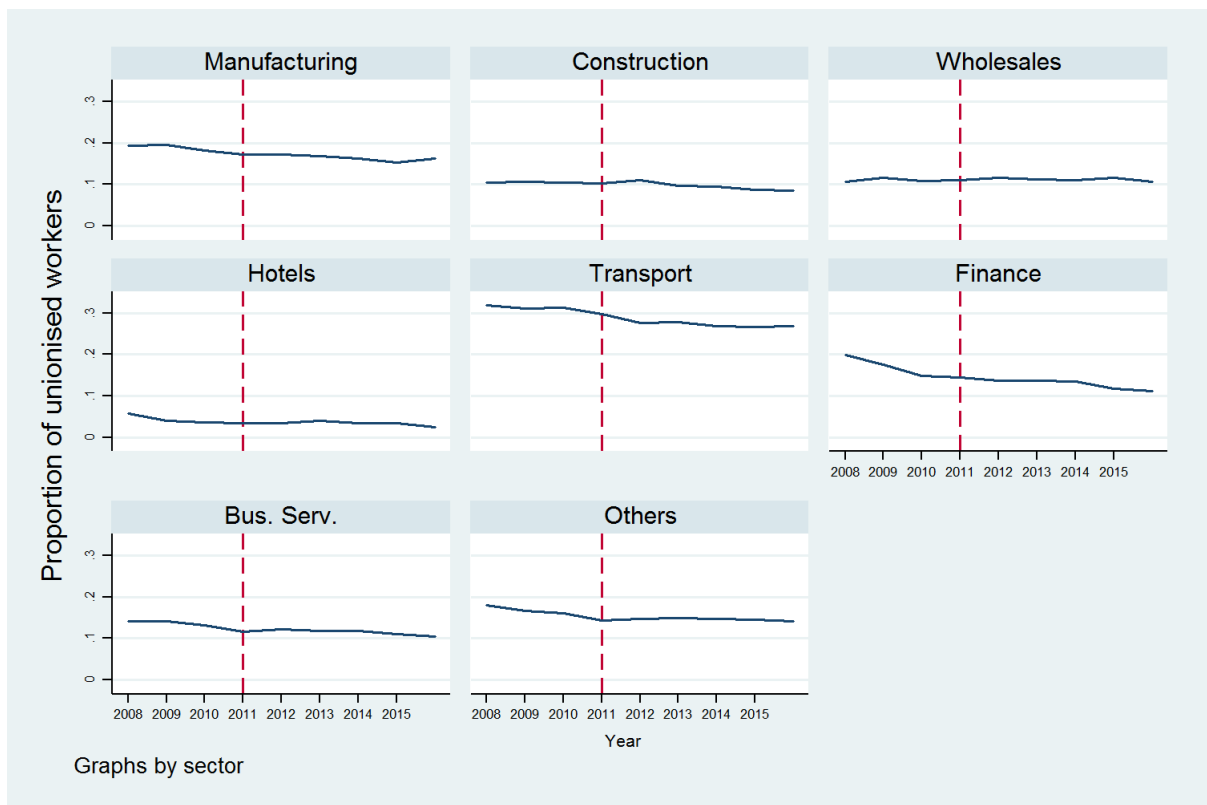 Manufacturing Construction Wholesales
.3
.2
.1
0
Hotels Transport Finance
.3
.2
.1
0
2008 2009 2010 2011 2012 2013 2014 2015
Bus. Serv. Others
.3
.2
.1
0
2008 2009 2010 2011 2012 2013 2014 2015 2008 2009 2010 2011 2012 2013 2014 2015
Proportion of unionised workers
Year
Graphs by sector